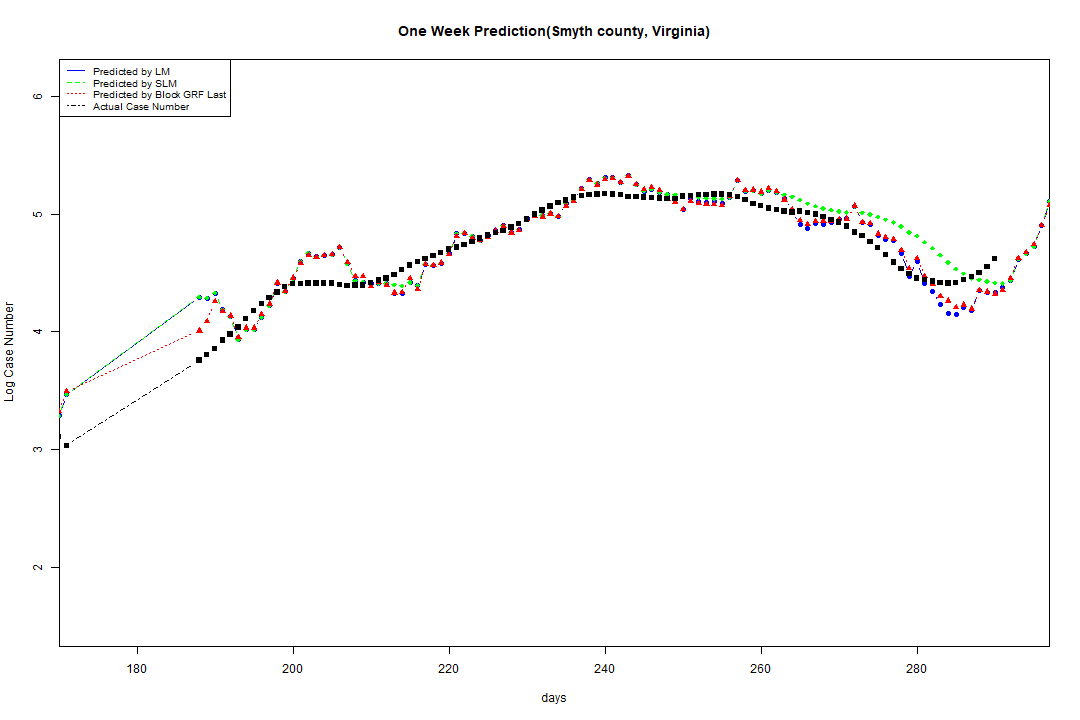 One Week Prediction(Smyth county, Virginia)
Predicted by LM
Predicted by SLM
Predicted by Block GRF Last
Actual Case Number
6
5
4
3
2
Log Case Number
180 200 220 240 260 280
days